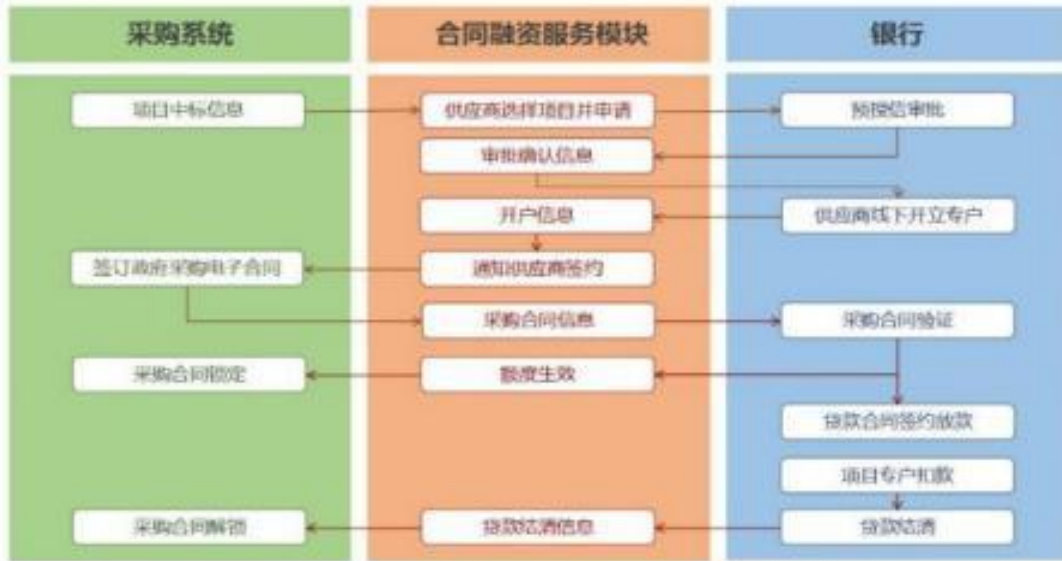 采购系统 合同融资服务模块 银行
项目中标信息 供应商选择项目并申请 预授信审批
审批确认信息
开户信息 供应商线下开立专户
签订政府采购电子合同 通知供应商签约
采购合同信息 采购合同验证
采购合同锁定 额度生效
贷款合同签约放款
项目专户扣款
采购合同解锁 贷款结清信息 贷款结清